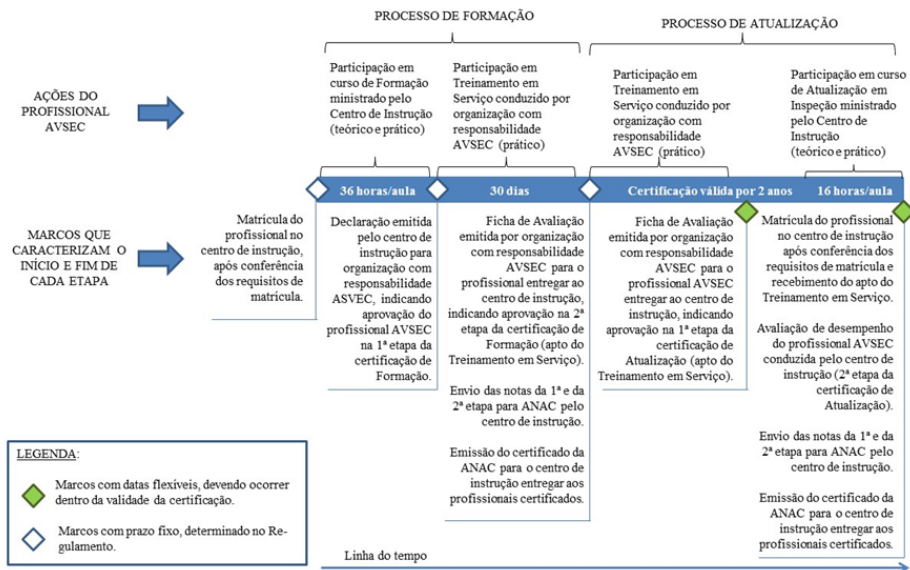 PROCESSO DE FORMAÇÃO
PROCESSO DE ATUALIZAÇÃO
AÇÕES DO
PROFISSIONAL
AVSEC
Participação em
curso de Formação
ministrado pelo
Centro de Instrução
(teórico e prático)
Participação em
Treinamento em
Serviço conduzido por
organização com
responsabilidade
AVSEC (prático)
Participação em
Treinamento em
Serviço conduzido por
organização com
responsabilidade
AVSEC (prático)
Participação em curso
de Atualização em
Inspeção ministrado
pelo Centro de
Instrução
(teórico e prático)
36 horas/aula
30 dias
Certificação válida por 2 anos
16 horas/aula
MARCOS QUE
CARACTERIZAM O
INÍCIO E FIM DE
CADA ETAPA
Matrícula do
profissional no
centro de instrução,
após conferência
dos requisitos de
matrícula.
Declaração emitida
pelo centro de
instrução para
organização com
responsabilidade
ASVEC, indicando
aprovação do
profissional AVSEC
na 1ª etapa da
certificação de
Formação.
Ficha de Avaliação
emitida por organização
com responsabilidade
AVSEC para o
profissional entregar ao
centro de instrução,
indicando aprovação na 2ª
etapa da certificação de
Formação (apto do
Treinamento em Serviço).
Envio das notas da 1ª e da
2ª etapa para ANAC pelo
centro de instrução.
Emissão do certificado da
ANAC para o centro de
instrução entregar aos
profissionais certificados.
Ficha de Avaliação
emitida por organização
com responsabilidade
AVSEC para o
profissional AVSEC
entregar ao centro de
instrução, indicando
aprovação na 1ª etapa
da certificação de
Atualização (apto do
Treinamento em Serviço).
Matrícula do profissional
no centro de instrução
após conferência dos
requisitos de matrícula e
recebimento do apto do
Treinamento em Serviço.
Avaliação de desempenho
do profissional AVSEC
conduzida pelo centro de
instrução (2ª etapa da
certificação de
Atualização).
Envio das notas da 1ª e da
2ª etapa para ANAC pelo
centro de instrução.
Emissão do certificado da
ANAC para o centro de
instrução entregar aos
profissionais certificados.
LEGENDA:
Marcos com datas flexíveis, devendo ocorrer
dentro da validade da certificação.
Marcos com prazo fixo, determinado no Re-
gulamento.
Linha do tempo